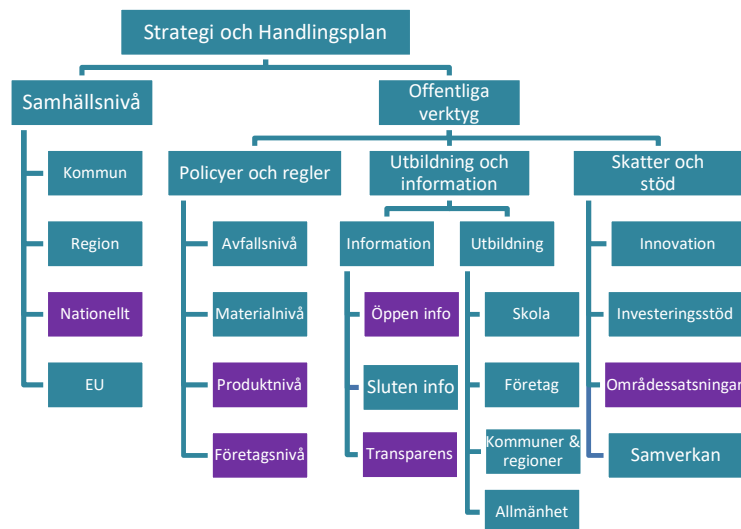 Strategi och Handlingsplan
Samhällsnivå
Offentliga
verktyg
Kommun
Region
Nationellt
EU
Policyer och regler
Utbildning och
information
Skatter och
stöd
Avfallsnivå
Materialnivå
Produktnivå
Företagsnivå
Information
Utbildning
Öppen info
Sluten info
Transparens
Skola
Företag
Kommuner &
regioner
Allmänhet
Innovation
Investeringsstöd
Områdessatsningar
Samverkan